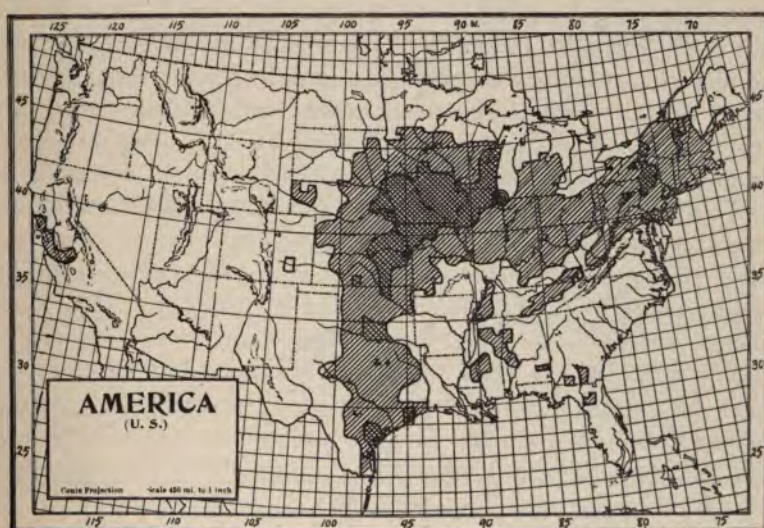 125 120 115 110 105 100 95 90 W. 85 80 75 70
45 45
40 40
35 35
30 30
25 25
AMERICA
(U. S.)
Conic Projection Scale 450 mi. to 1 inch
115 110 105 100 95 90 85 80 75